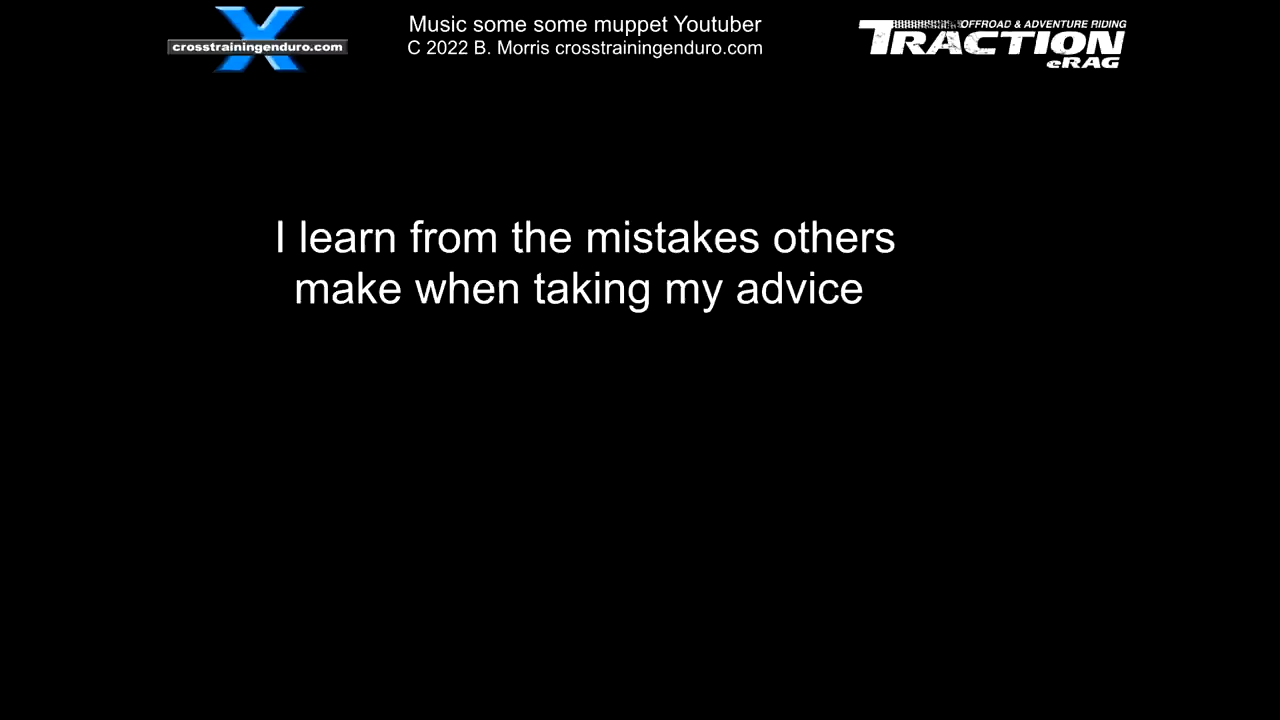 X
crosstrainingenduro.com
Music some some muppet Youtuber
C 2022 B. Morris crosstrainingenduro.com
OFFROAD & ADVENTURE RIDING
TRACTION
eRAG
I learn from the mistakes others
make when taking my advice